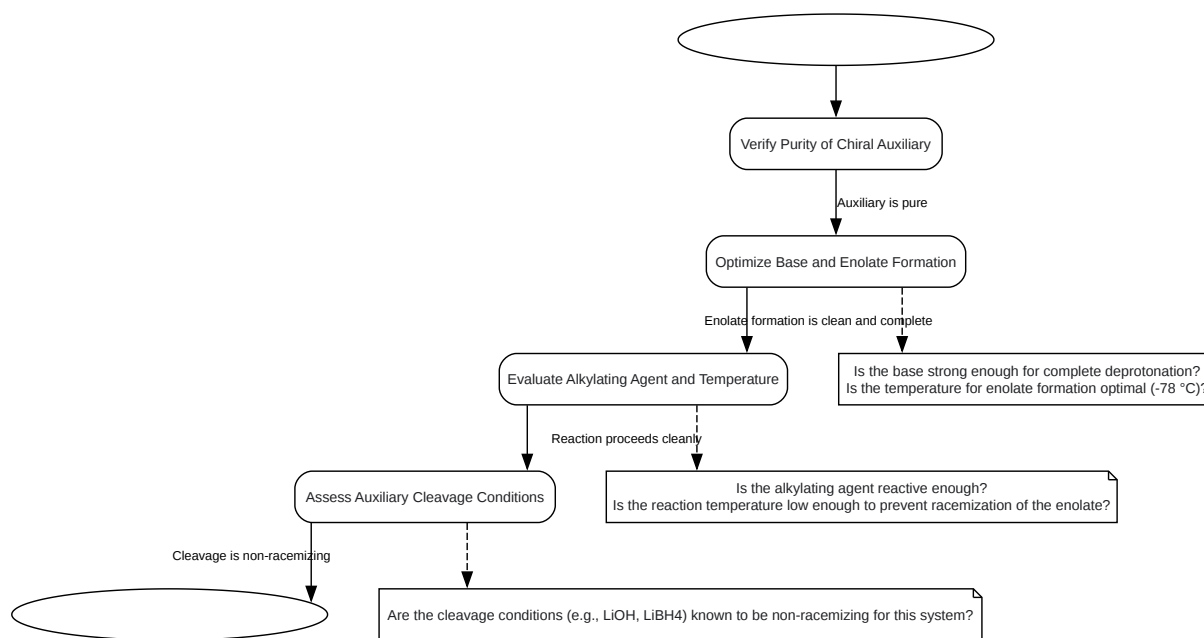 Verify Purity of Chiral Auxiliary
Auxiliary is pure
Optimize Base and Enolate Formation
Enolate formation is clean and complete
Is the base strong enough for complete deprotonation?
Is the temperature for enolate formation optimal (-78 °C)?
Evaluate Alkylating Agent and Temperature
Reaction proceeds cleanly
Is the alkylating agent reactive enough?
Is the reaction temperature low enough to prevent racemization of the enolate?
Assess Auxiliary Cleavage Conditions
Cleavage is non-racemizing
Are the cleavage conditions (e.g., LiOH, LiBH4) known to be non-racemizing for this system?